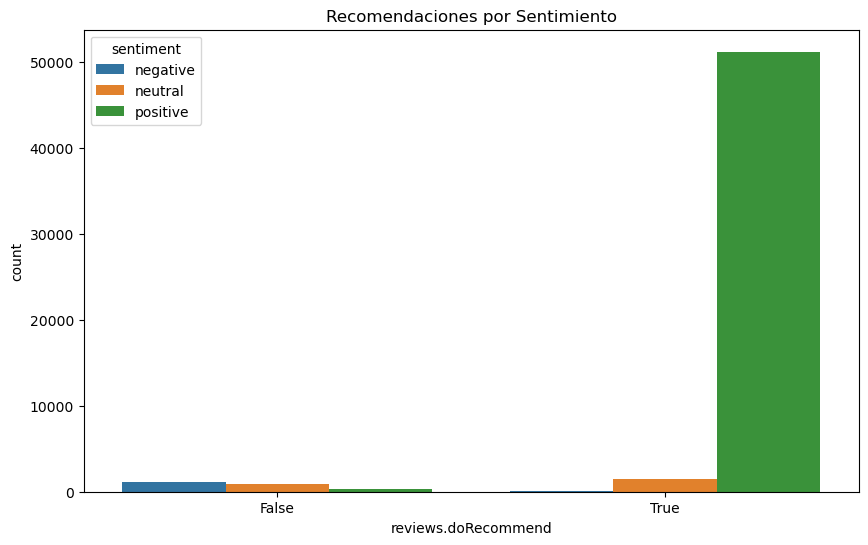 Recomendaciones por Sentimiento
sentiment
negative
neutral
positive
50000
40000
30000
20000
10000
0
count
False
True
reviews.doRecommend